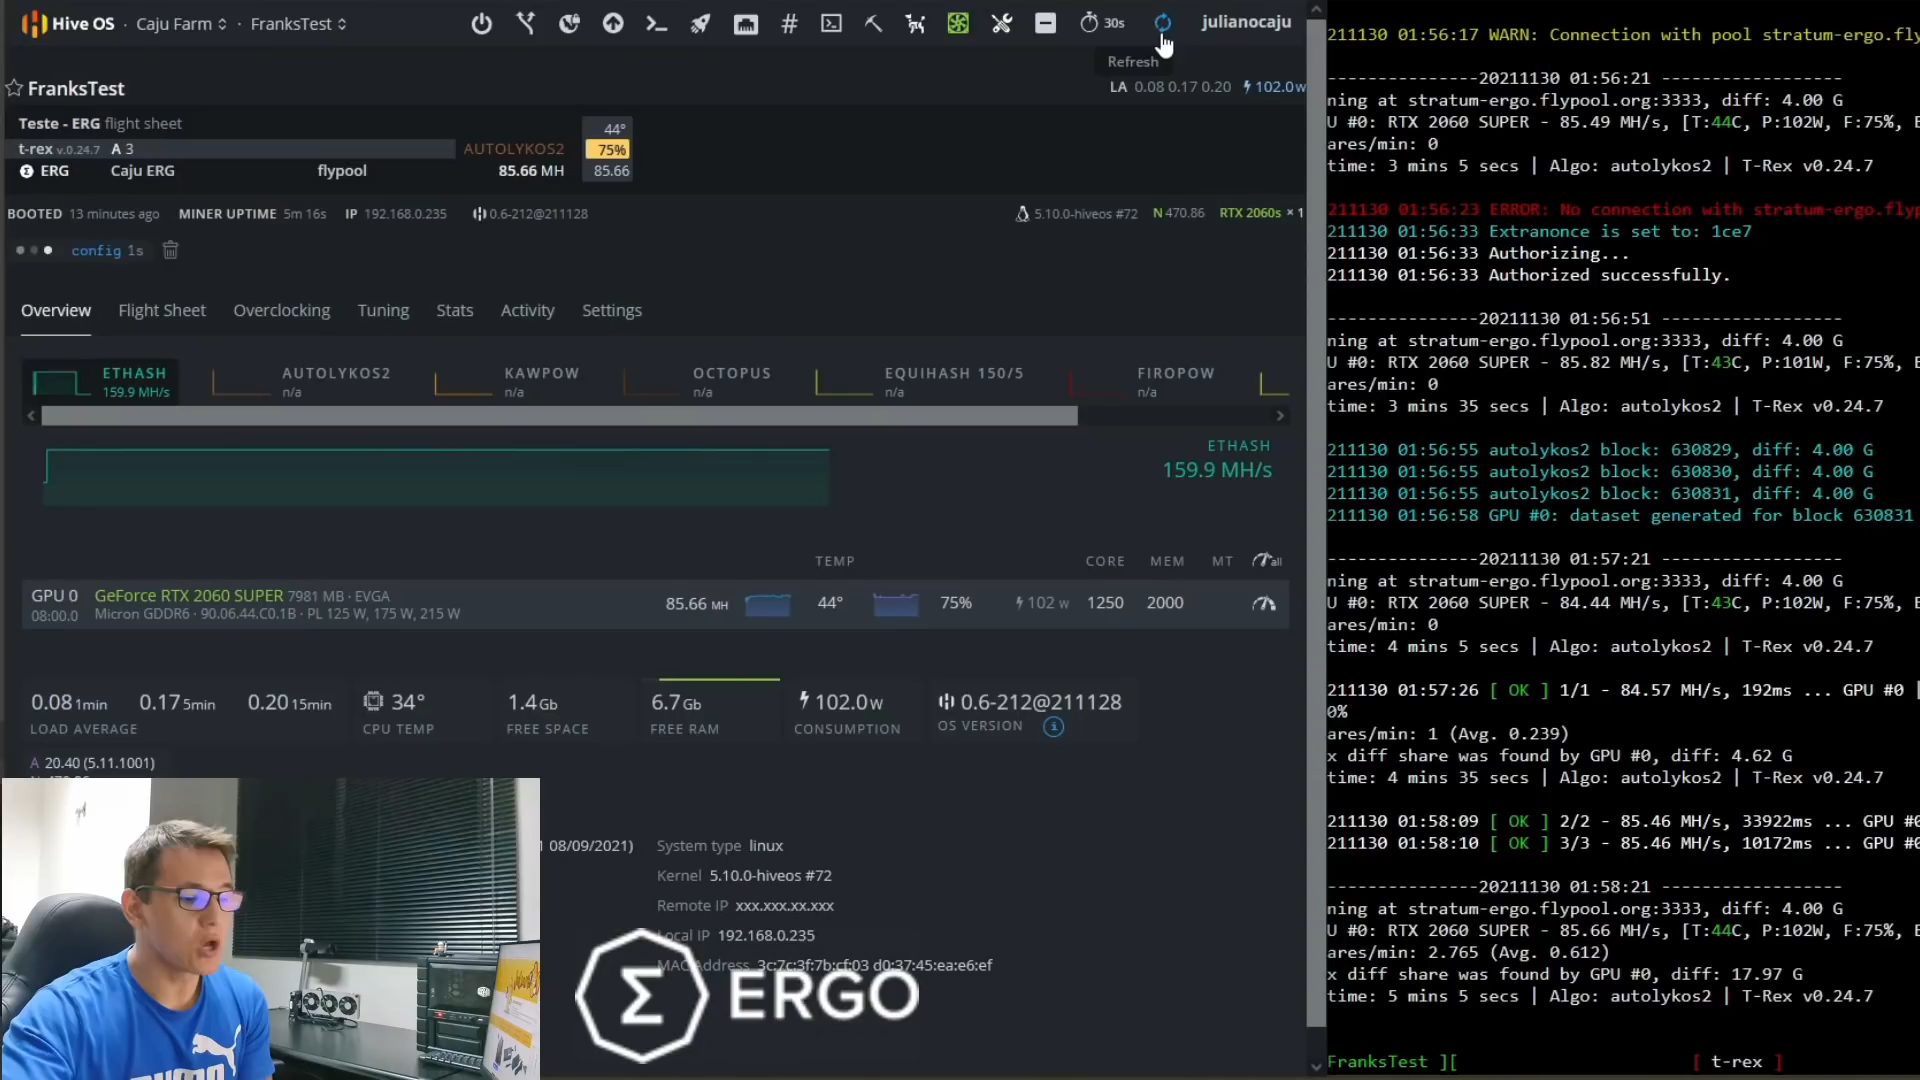 Hive OS · Caju Farm · FranksTest
# 30s julianocaju
Refresh
FranksTest
LA 0.08 0.17 0.20 102.0w
Teste - ERG flight sheet
t-rex v.0.24.7 A 3 AUTOLYKOS2
ERG Caju ERG flypool 85.66 MH
44°
75%
85.66
BOOTED 13 minutes ago MINER UPTIME 5m 16s IP 192.168.0.235 0.6-212@211128
5.10.0-hiveos #72 N 470.86 RTX 2060s × 1
config 1s
Overview Flight Sheet Overclocking Tuning Stats Activity Settings
ETHASH
159.9 MH/s
AUTOLYKOS2
n/a
KAWPOW
n/a
OCTOPUS
n/a
EQUIHASH 150/5
n/a
FIROPOW
n/a
ETHASH
159.9 MH/s
TEMP CORE MEM MT all
GPU 0 GeForce RTX 2060 SUPER 7981 MB · EVGA
08:00.0 Micron GDDR6 · 90.06.44.C0.1B · PL 125 W, 175 W, 215 W
85.66 MH 44° 75% 102 W 1250 2000
0.08 1min 0.17 5min 0.20 15min
LOAD AVERAGE
34°
CPU TEMP
1.4 Gb
FREE SPACE
6.7 Gb
FREE RAM
102.0 W
CONSUMPTION
0.6-212@211128
OS VERSION
A 20.40 (5.11.1001)
08/09/2021)
System type linux
Kernel 5.10.0-hiveos #72
Remote IP xxx.xxx.xx.xxx
Local IP 192.168.0.235
MAC Address 3c:7c:3f:7b:cf:03 d0:37:45:ea:e6:ef
Σ ERGO
211130 01:56:17 WARN: Connection with pool stratum-ergo.fly
---------------20211130 01:56:21 ------------------
ning at stratum-ergo.flypool.org:3333, diff: 4.00 G
U #0: RTX 2060 SUPER - 85.49 MH/s, [T:44C, P:102W, F:75%, E
ares/min: 0
time: 3 mins 5 secs | Algo: autolykos2 | T-Rex v0.24.7
211130 01:56:23 ERROR: No connection with stratum-ergo.flyp
211130 01:56:33 Extranonce is set to: 1ce7
211130 01:56:33 Authorizing...
211130 01:56:33 Authorized successfully.
---------------20211130 01:56:51 ------------------
ning at stratum-ergo.flypool.org:3333, diff: 4.00 G
U #0: RTX 2060 SUPER - 85.82 MH/s, [T:43C, P:101W, F:75%, E
ares/min: 0
time: 3 mins 35 secs | Algo: autolykos2 | T-Rex v0.24.7
211130 01:56:55 autolykos2 block: 630829, diff: 4.00 G
211130 01:56:55 autolykos2 block: 630830, diff: 4.00 G
211130 01:56:55 autolykos2 block: 630831, diff: 4.00 G
211130 01:56:58 GPU #0: dataset generated for block 630831
---------------20211130 01:57:21 ------------------
ning at stratum-ergo.flypool.org:3333, diff: 4.00 G
U #0: RTX 2060 SUPER - 84.44 MH/s, [T:43C, P:102W, F:75%, E
ares/min: 0
time: 4 mins 5 secs | Algo: autolykos2 | T-Rex v0.24.7
211130 01:57:26 [ OK ] 1/1 - 84.57 MH/s, 192ms ... GPU #0
0%
ares/min: 1 (Avg. 0.239)
x diff share was found by GPU #0, diff: 4.62 G
time: 4 mins 35 secs | Algo: autolykos2 | T-Rex v0.24.7
211130 01:58:09 [ OK ] 2/2 - 85.46 MH/s, 33922ms ... GPU #0
211130 01:58:10 [ OK ] 3/3 - 85.46 MH/s, 10172ms ... GPU #0
---------------20211130 01:58:21 ------------------
ning at stratum-ergo.flypool.org:3333, diff: 4.00 G
U #0: RTX 2060 SUPER - 85.66 MH/s, [T:44C, P:102W, F:75%, E
ares/min: 2.765 (Avg. 0.612)
x diff share was found by GPU #0, diff: 17.97 G
time: 5 mins 5 secs | Algo: autolykos2 | T-Rex v0.24.7
FranksTest ][ [ t-rex ]